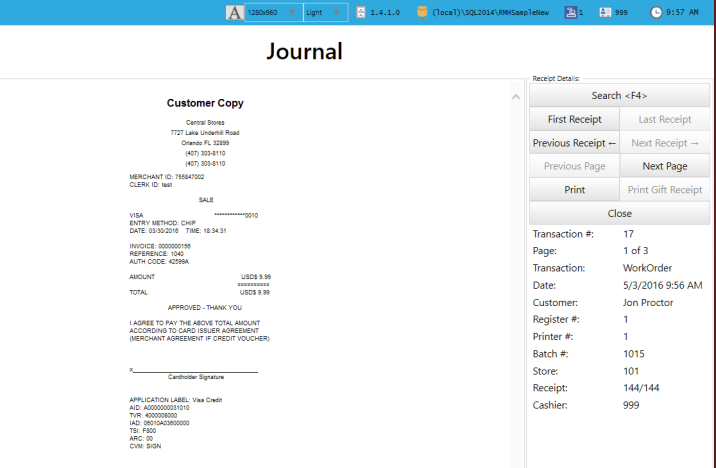 A 1280x960 Light 1.4.1.0 (local)\SQL2014\RMHSampleNew 1 999 9:57 AM
Journal
Customer Copy
Central Stores
7727 Lake Underhill Road
Orlando FL 32899
(407) 303-8110
(407) 303-8110
MERCHANT ID: 755847002
CLERK ID: test
SALE
VISA ************0010
ENTRY METHOD: CHIP
DATE: 03/30/2016 TIME: 18:34:31
INVOICE: 0000000156
REFERENCE: 1040
AUTH CODE: 42599A
AMOUNT USD$ 9.99
==========
TOTAL USD$ 9.99
APPROVED - THANK YOU
I AGREE TO PAY THE ABOVE TOTAL AMOUNT
ACCORDING TO CARD ISSUER AGREEMENT
(MERCHANT AGREEMENT IF CREDIT VOUCHER)
x
Cardholder Signature
APPLICATION LABEL: Visa Credit
AID: A0000000031010
TVR: 4000008000
IAD: 06010A03600000
TSI: F800
ARC: 00
CVM: SIGN
Receipt Details:
Search <F4>
First Receipt Last Receipt
Previous Receipt ← Next Receipt →
Previous Page Next Page
Print Print Gift Receipt
Close
Transaction #: 17
Page: 1 of 3
Transaction: WorkOrder
Date: 5/3/2016 9:56 AM
Customer: Jon Proctor
Register #: 1
Printer #: 1
Batch #: 1015
Store: 101
Receipt: 144/144
Cashier: 999